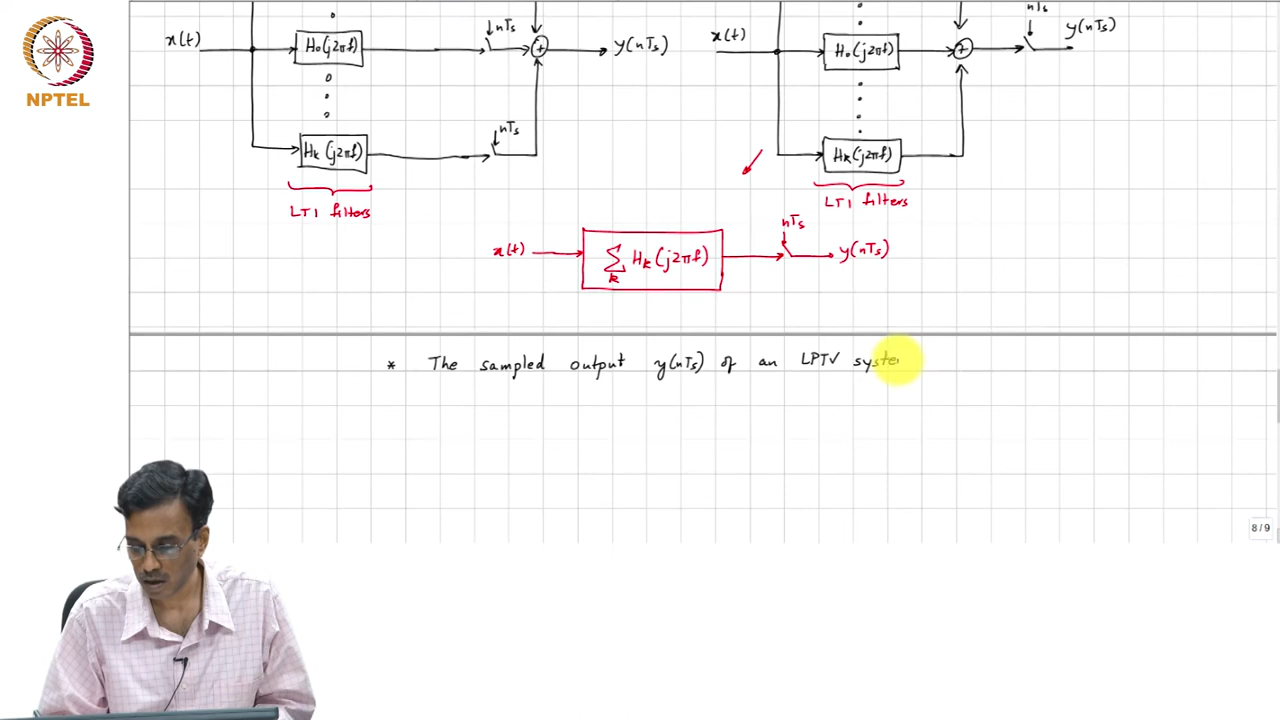 NPTEL
x(t) H₀(j2πf) nTs + y(nTs)
x(t) H₀(j2πf) + nTs y(nTs)
Hk(j2πf) nTs
Hk(j2πf)
LTI filters
LTI filters
x(t) ∑k Hk(j2πf) nTs y(nTs)
* The sampled output y(nTs) of an LPTV syste
8/9